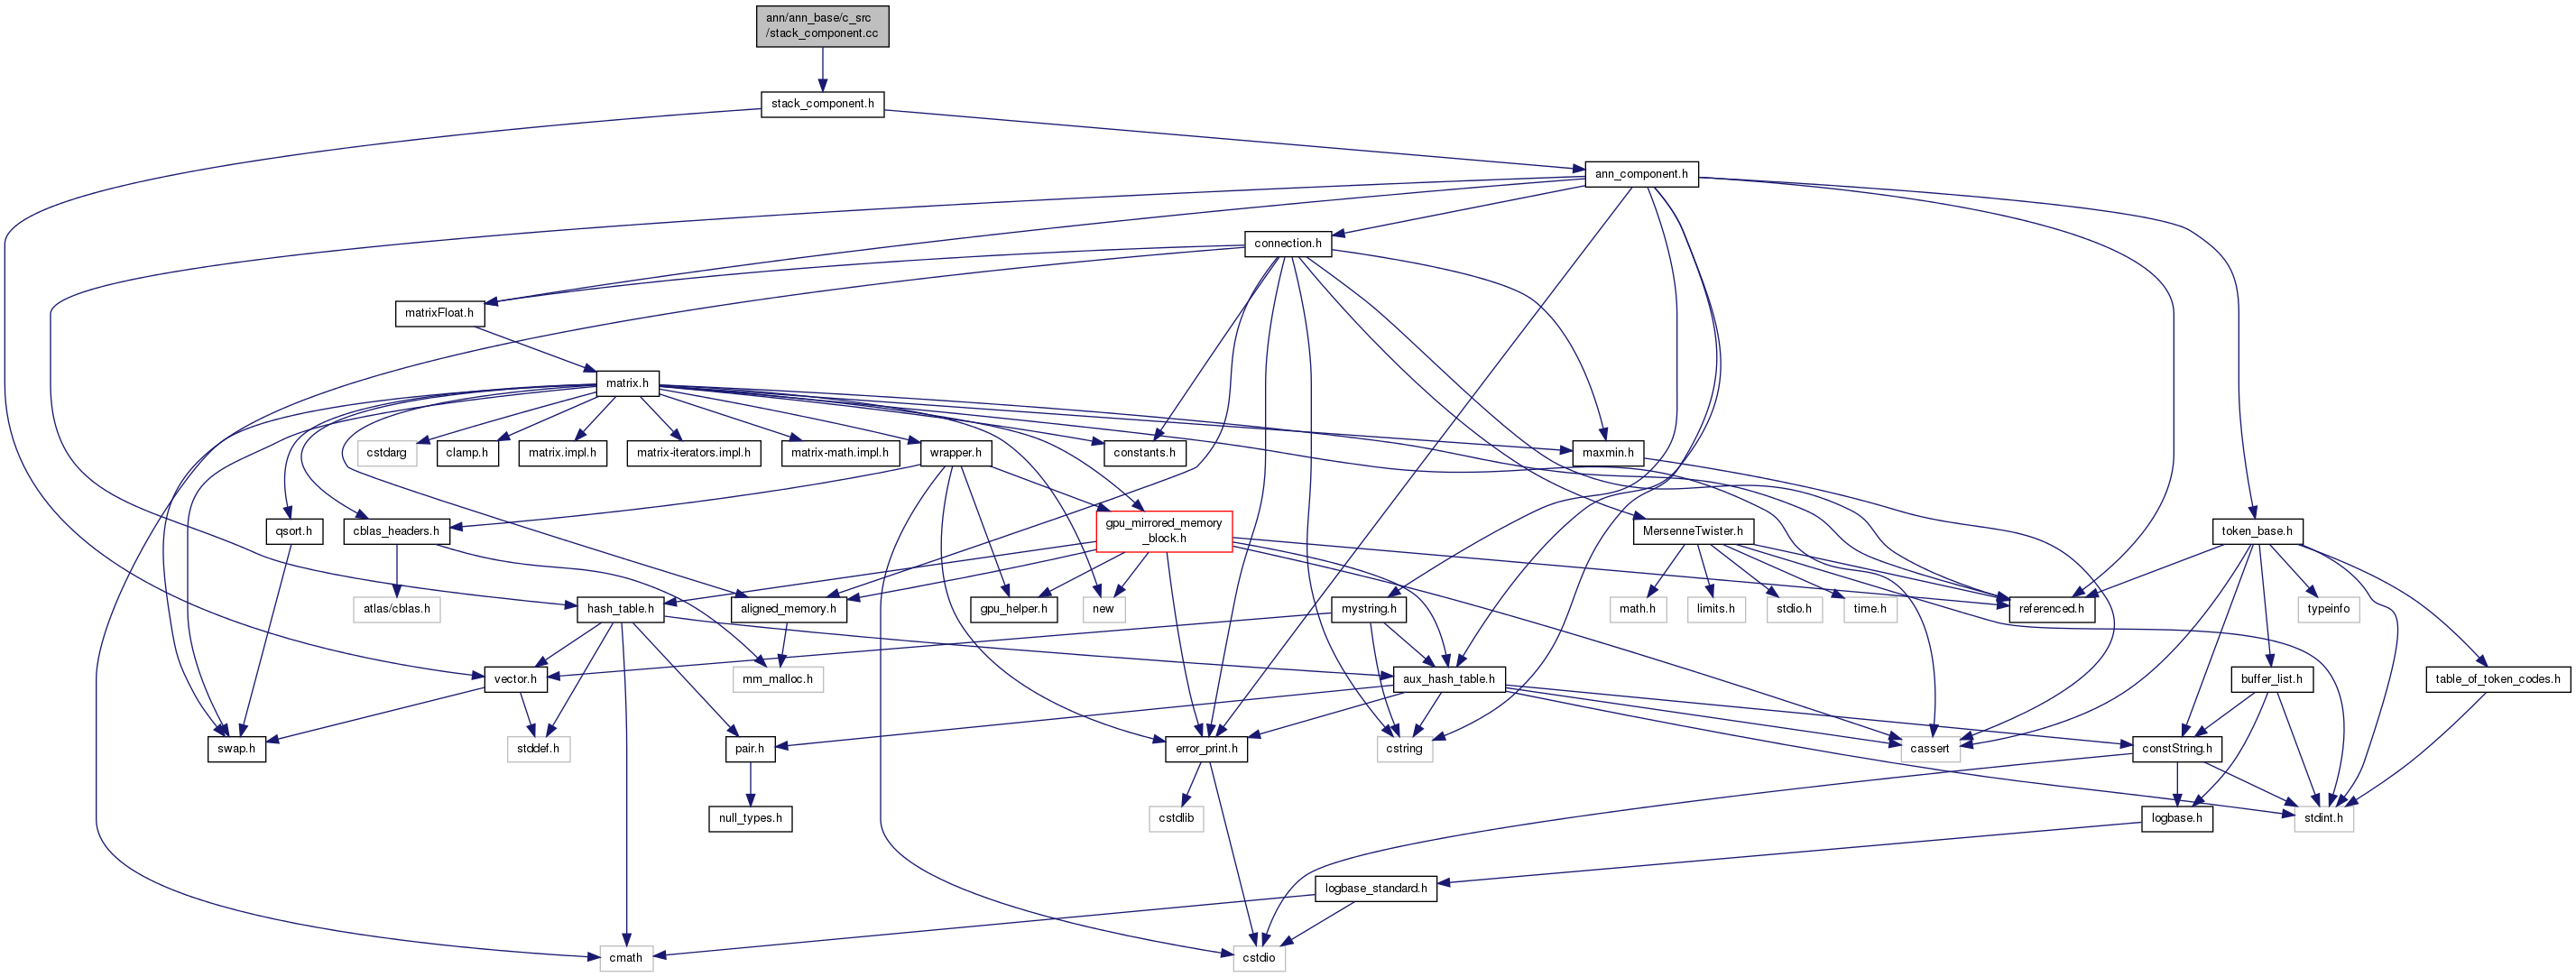 ann/ann_base/c_src
/stack_component.cc
stack_component.h
ann_component.h
connection.h
matrixFloat.h
matrix.h
cstdarg
clamp.h
matrix.impl.h
matrix-iterators.impl.h
matrix-math.impl.h
wrapper.h
constants.h
maxmin.h
qsort.h
cblas_headers.h
gpu_mirrored_memory
_block.h
MersenneTwister.h
token_base.h
atlas/cblas.h
hash_table.h
aligned_memory.h
gpu_helper.h
new
mystring.h
math.h
limits.h
stdio.h
time.h
referenced.h
typeinfo
vector.h
mm_malloc.h
aux_hash_table.h
buffer_list.h
table_of_token_codes.h
swap.h
stddef.h
pair.h
error_print.h
cstring
cassert
constString.h
null_types.h
cstdlib
logbase.h
stdint.h
logbase_standard.h
cmath
cstdio